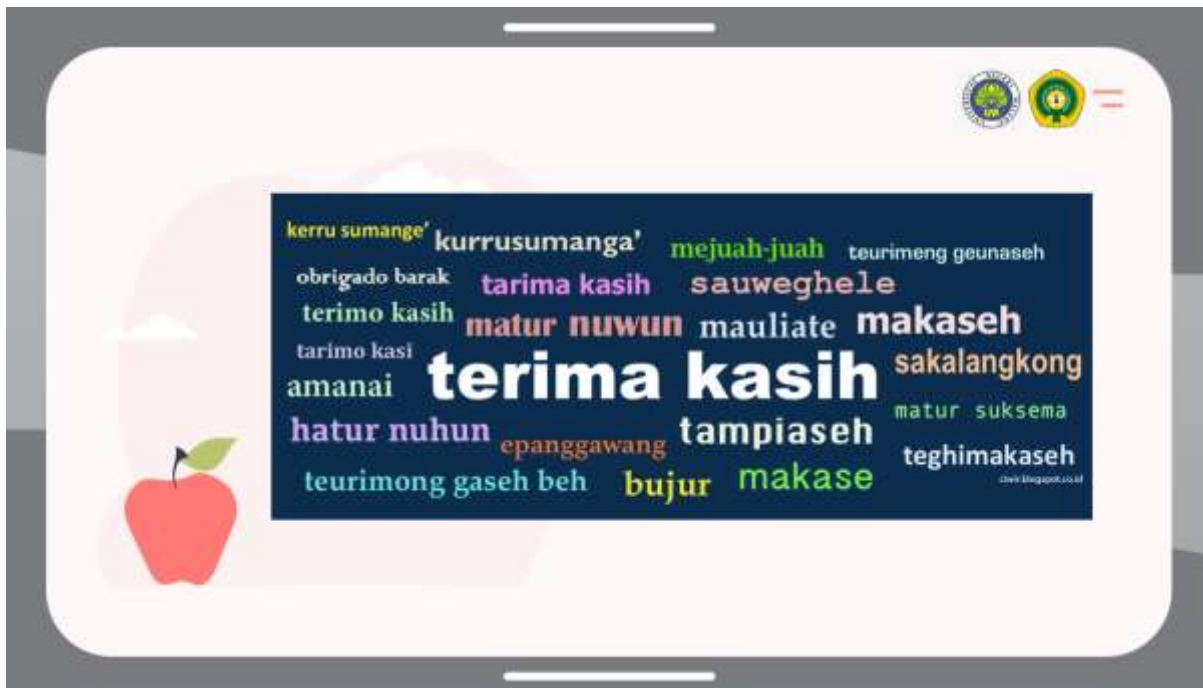 kerru sumange' kurrusumanga' mejuah-juah teurimeng geunaseh
obrigado barak tarima kasih sauweghele
terimo kasih matur nuwun mauliate makaseh
tarimo kasi terima kasih sakalangkong
amanai matur suksema
hatur nuhun epanggawang tampiaseh teghimakaseh
teurimong gaseh beh bujur makase